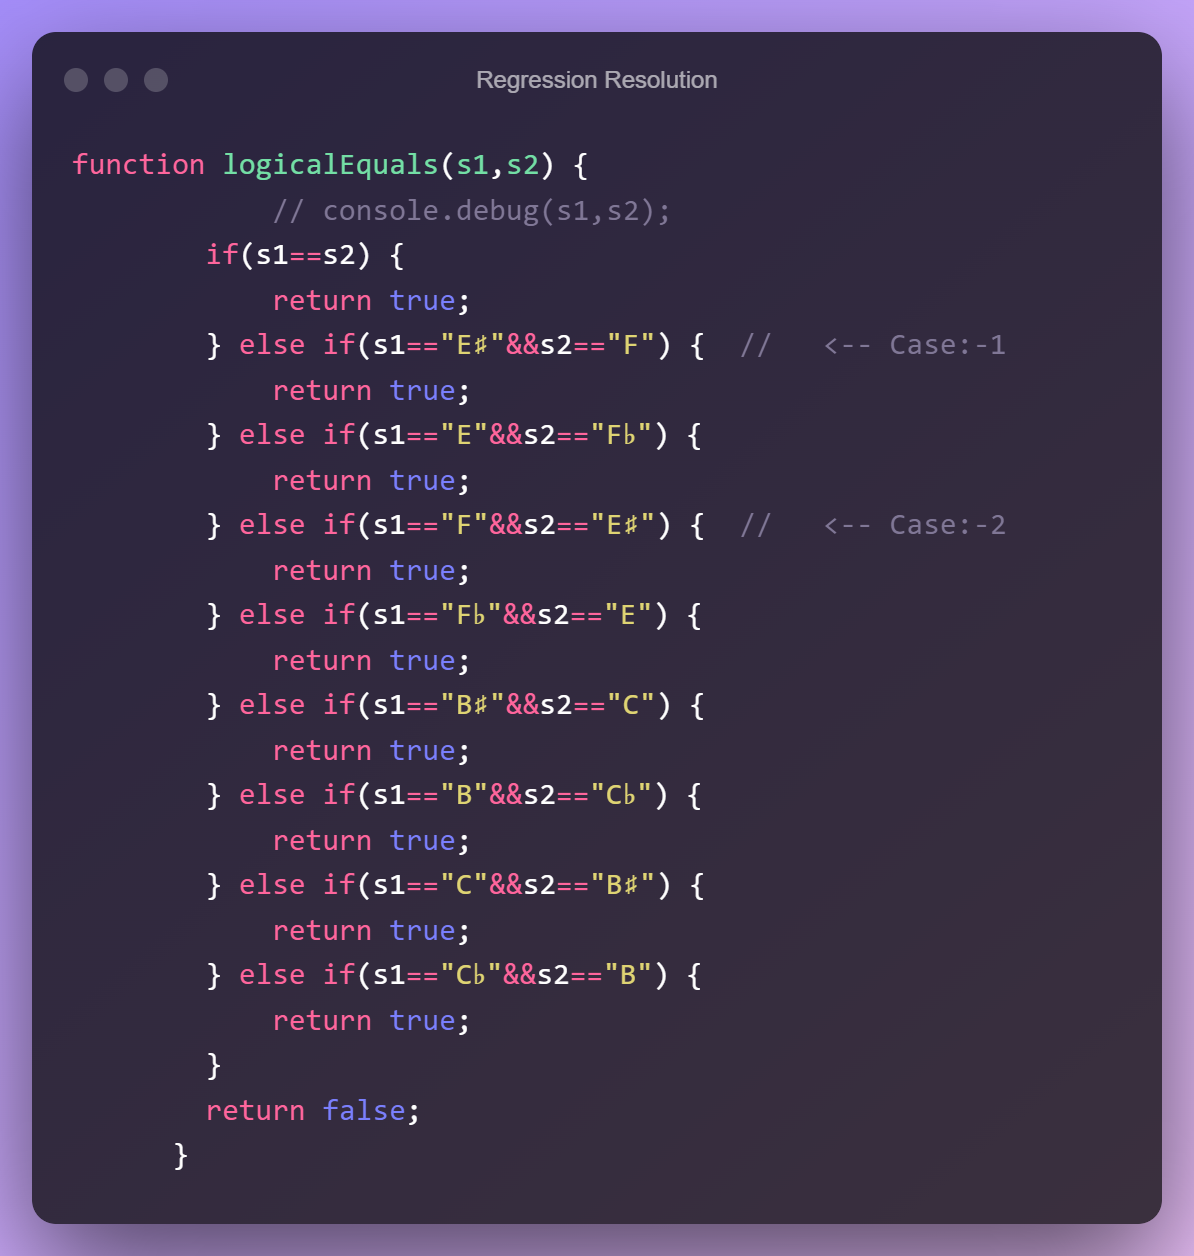 Regression Resolution
function logicalEquals(s1,s2) {
// console.debug(s1,s2);
if(s1==s2) {
return true;
} else if(s1=="E♯"&&s2=="F") {  //   <-- Case:-1
return true;
} else if(s1=="E"&&s2=="F♭") {
return true;
} else if(s1=="F"&&s2=="E♯") {  //   <-- Case:-2
return true;
} else if(s1=="F♭"&&s2=="E") {
return true;
} else if(s1=="B♯"&&s2=="C") {
return true;
} else if(s1=="B"&&s2=="C♭") {
return true;
} else if(s1=="C"&&s2=="B♯") {
return true;
} else if(s1=="C♭"&&s2=="B") {
return true;
}
return false;
}